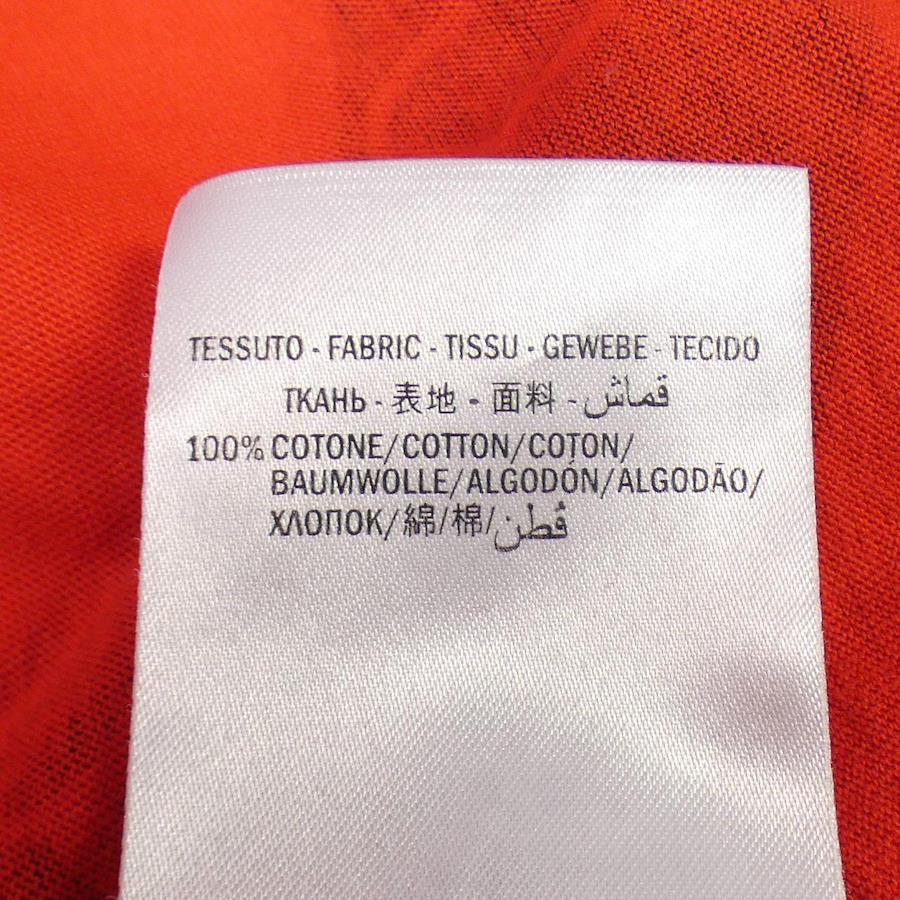 TESSUTO - FABRIC - TISSU - GEWEBE - TECIDO
ТКАНЬ - 表地 - 面料 - قماش
100% COTONE/COTTON/COTON/
BAUMWOLLE/ALGODÓN/ALGODÃO/
ХЛОПОК/綿/棉/قطن